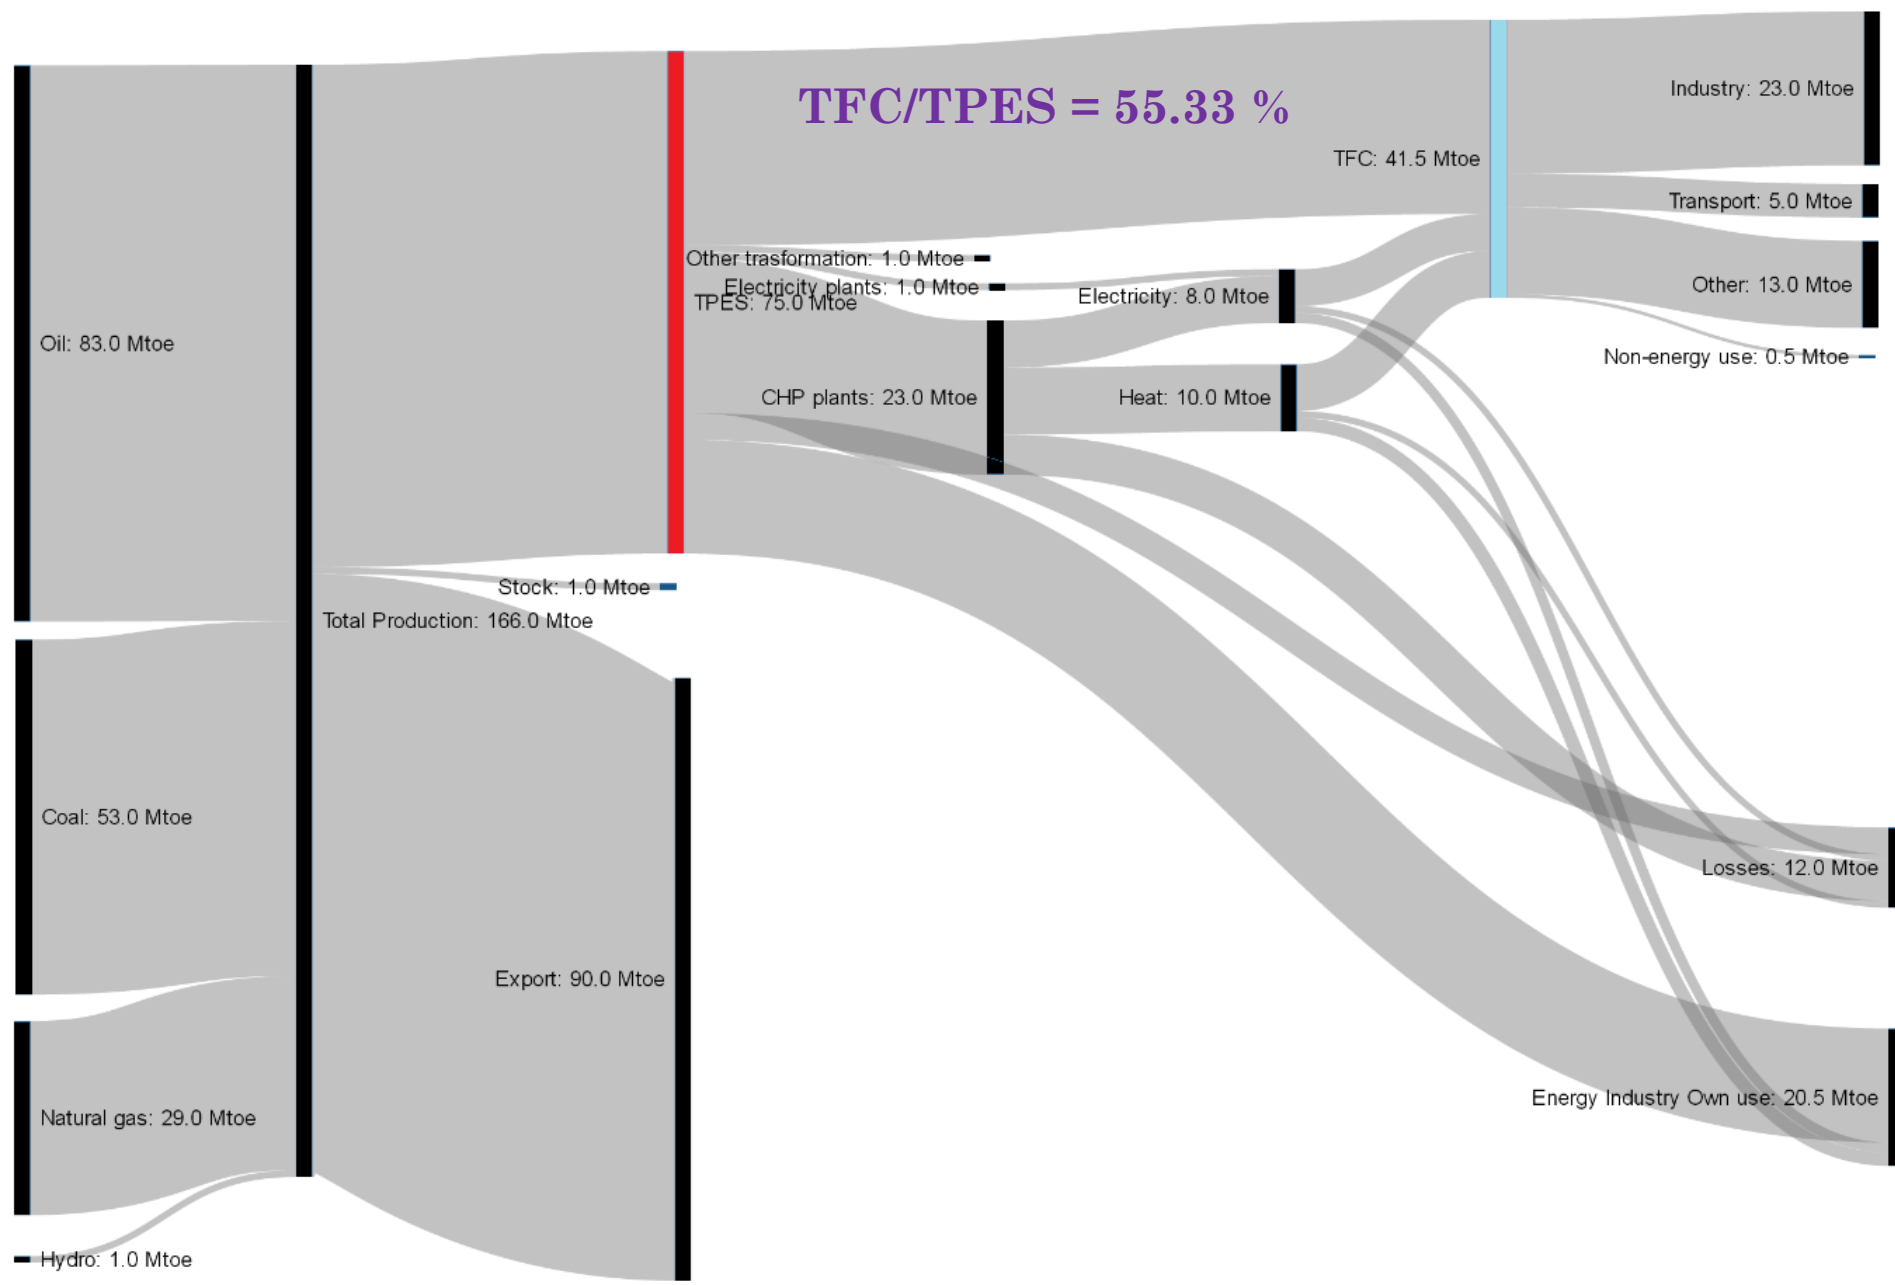 TFC/TPES = 55.33 %
Industry: 23.0 Mtoe
TFC: 41.5 Mtoe
Transport: 5.0 Mtoe
Other trasformation: 1.0 Mtoe
Electricity plants: 1.0 Mtoe
TPES: 75.0 Mtoe
Electricity: 8.0 Mtoe
Other: 13.0 Mtoe
Oil: 83.0 Mtoe
Non-energy use: 0.5 Mtoe
CHP plants: 23.0 Mtoe
Heat: 10.0 Mtoe
Stock: 1.0 Mtoe
Total Production: 166.0 Mtoe
Coal: 53.0 Mtoe
Losses: 12.0 Mtoe
Export: 90.0 Mtoe
Energy Industry Own use: 20.5 Mtoe
Natural gas: 29.0 Mtoe
Hydro: 1.0 Mtoe